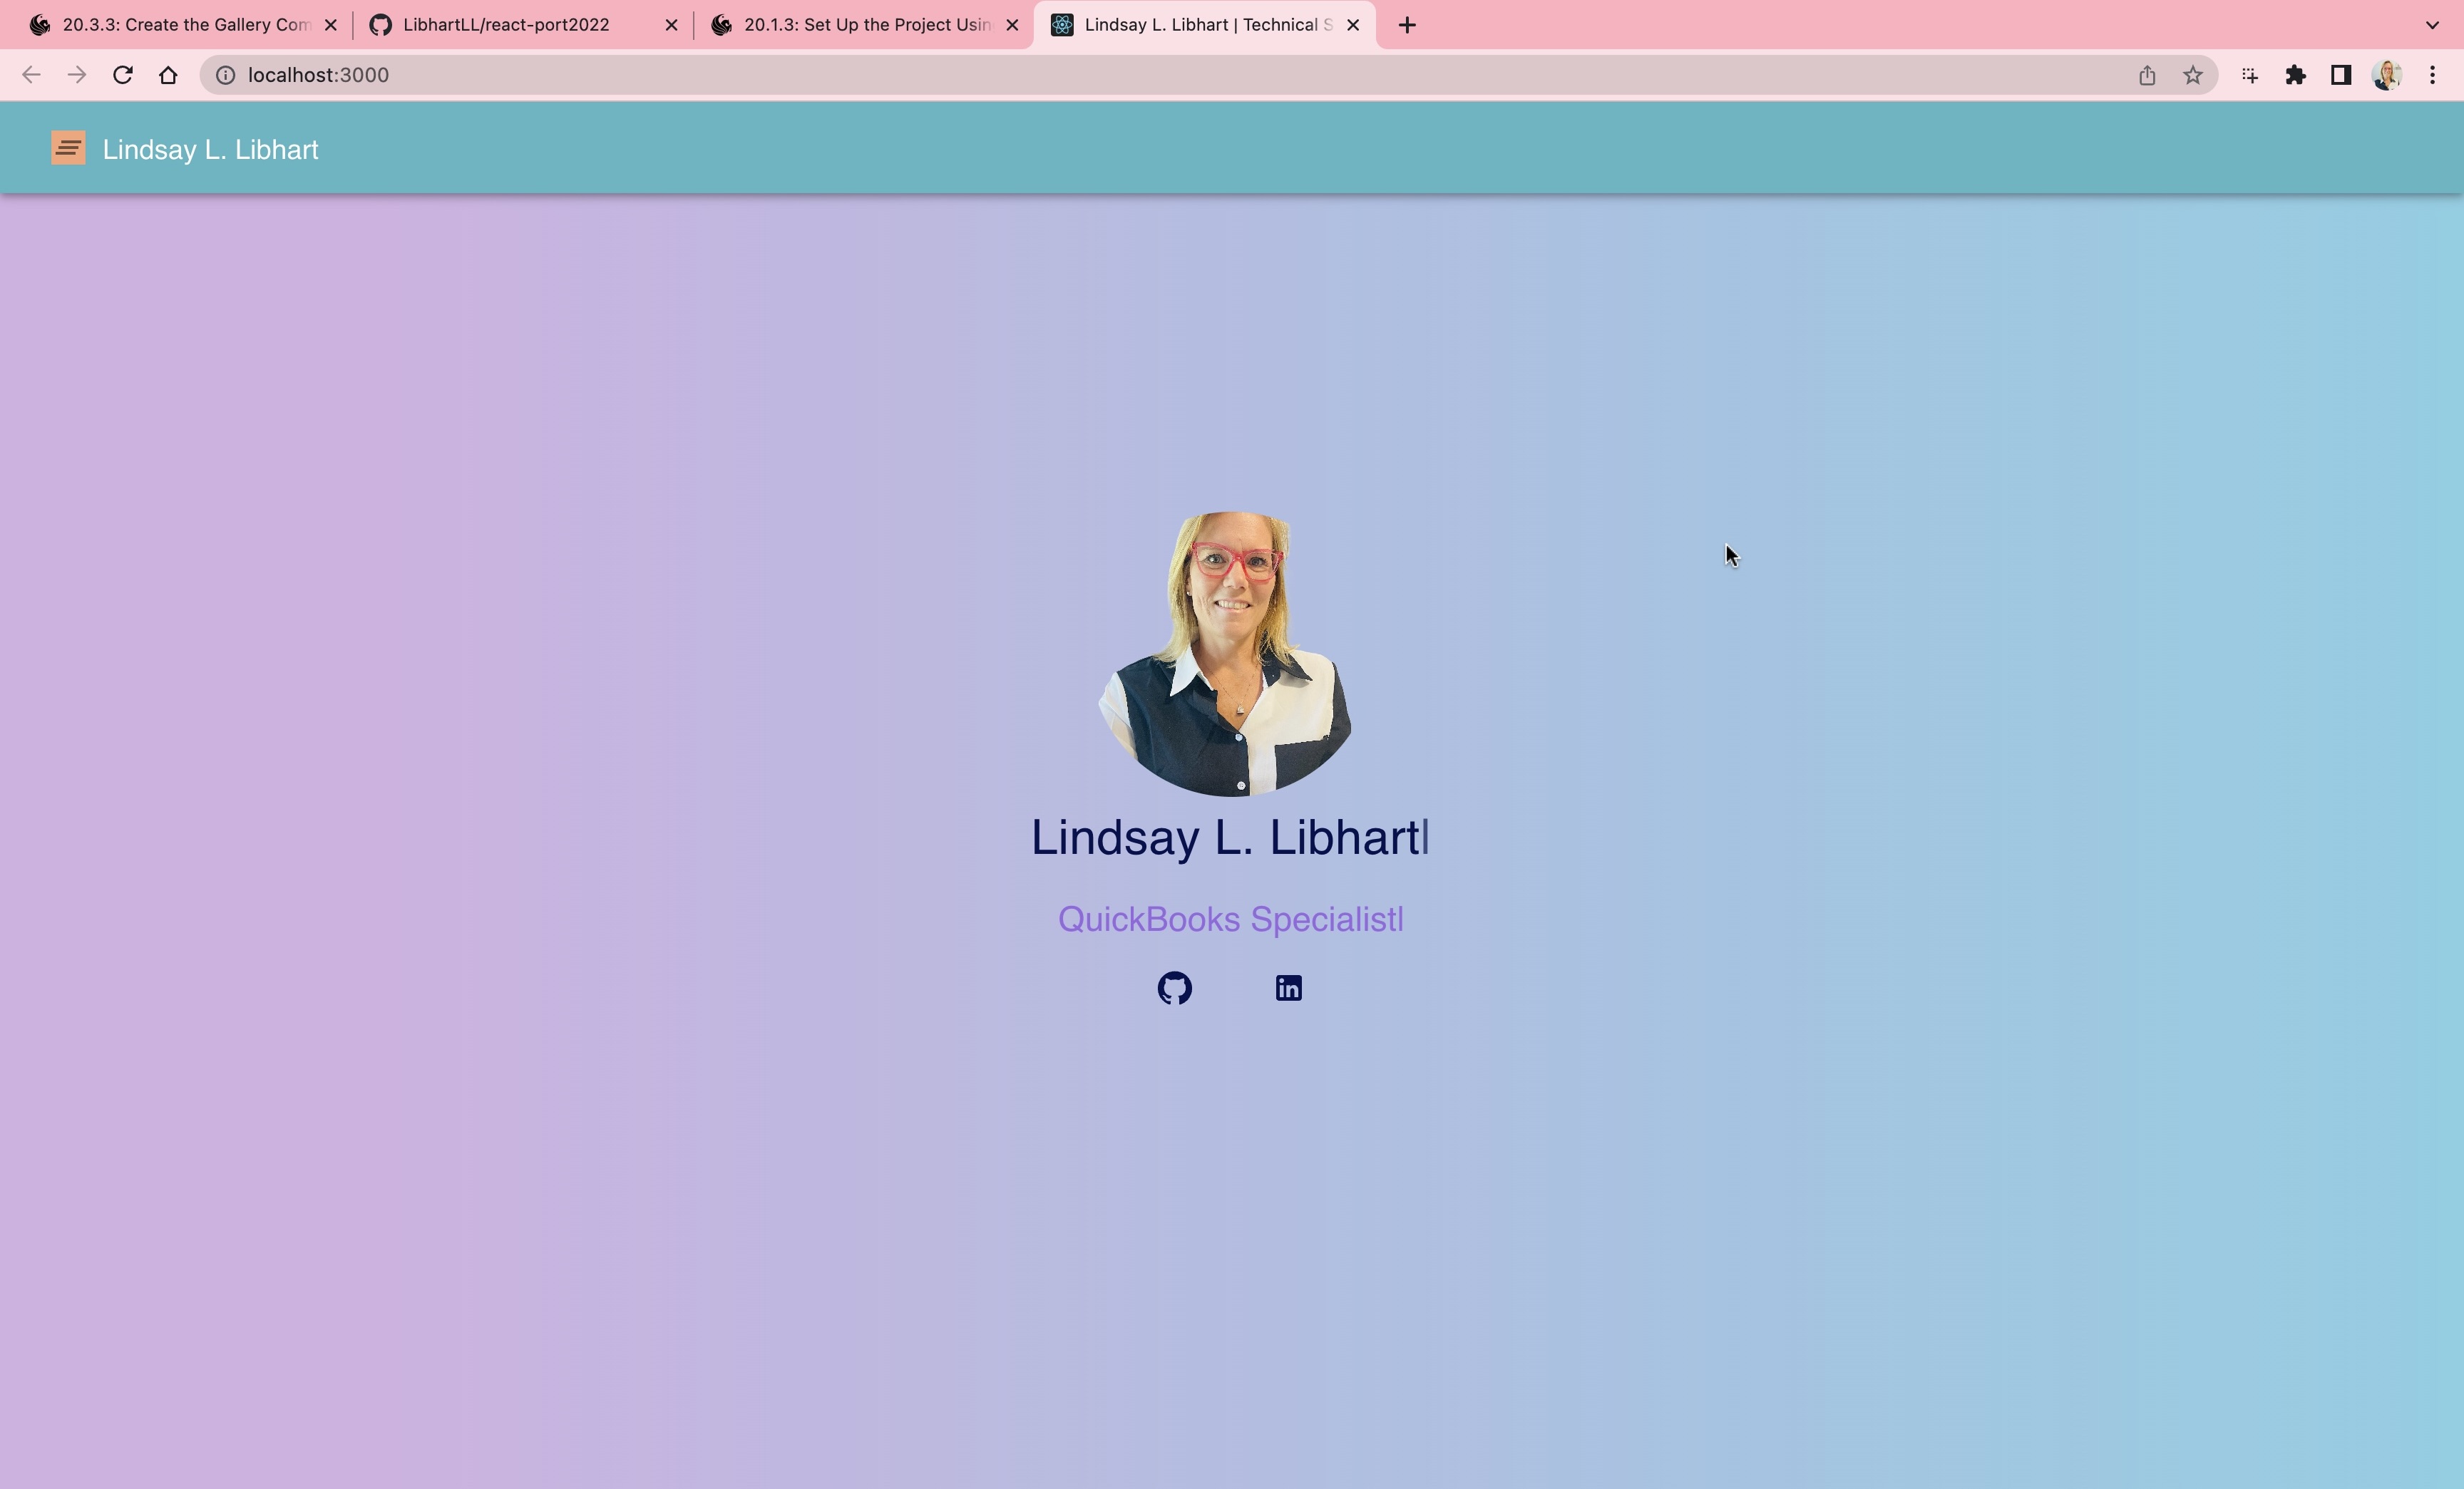 20.3.3: Create the Gallery Com
LibhartLL/react-port2022
20.1.3: Set Up the Project Usin
Lindsay L. Libhart | Technical S
localhost:3000
Lindsay L. Libhart
Lindsay L. Libhart|
QuickBooks Specialist|
in